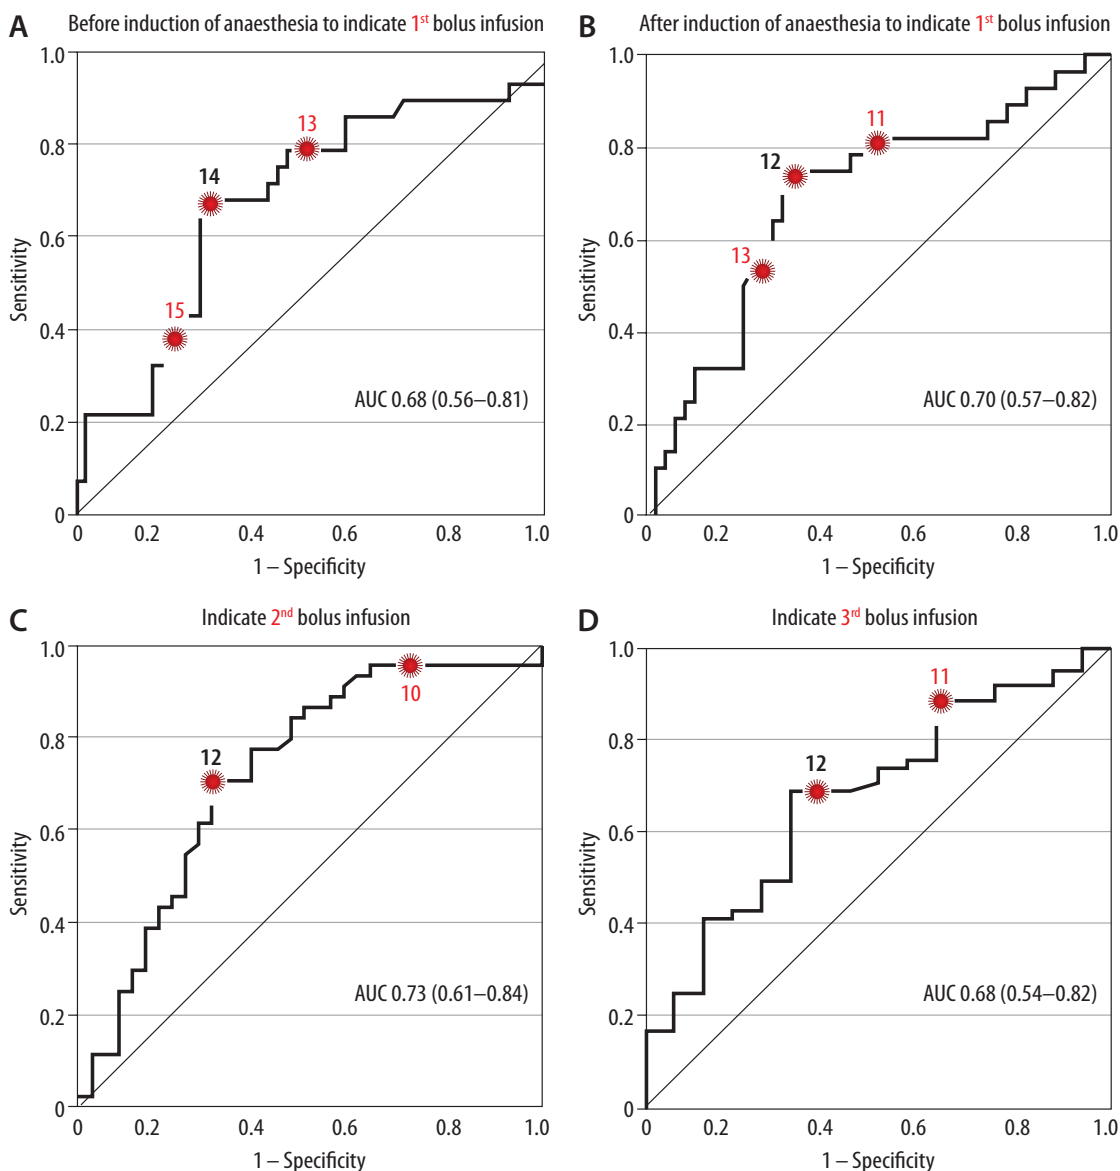 A Before induction of anaesthesia to indicate 1st bolus infusion
1.0
0.8
0.6
0.4
0.2
0
Sensitivity
13
14
15
AUC 0.68 (0.56–0.81)
0 0.2 0.4 0.6 0.8 1.0
1 – Specificity
B After induction of anaesthesia to indicate 1st bolus infusion
1.0
0.8
0.6
0.4
0.2
0
Sensitivity
11
12
13
AUC 0.70 (0.57–0.82)
0.2 0.4 0.6 0.8 1.0
1 – Specificity
C Indicate 2nd bolus infusion
1.0
0.8
0.6
0.4
0.2
0
Sensitivity
10
12
AUC 0.73 (0.61–0.84)
0 0.2 0.4 0.6 0.8 1.0
1 – Specificity
D Indicate 3rd bolus infusion
1.0
0.8
0.6
0.4
0.2
0
Sensitivity
11
12
AUC 0.68 (0.54–0.82)
0.2 0.4 0.6 0.8 1.0
1 – Specificity